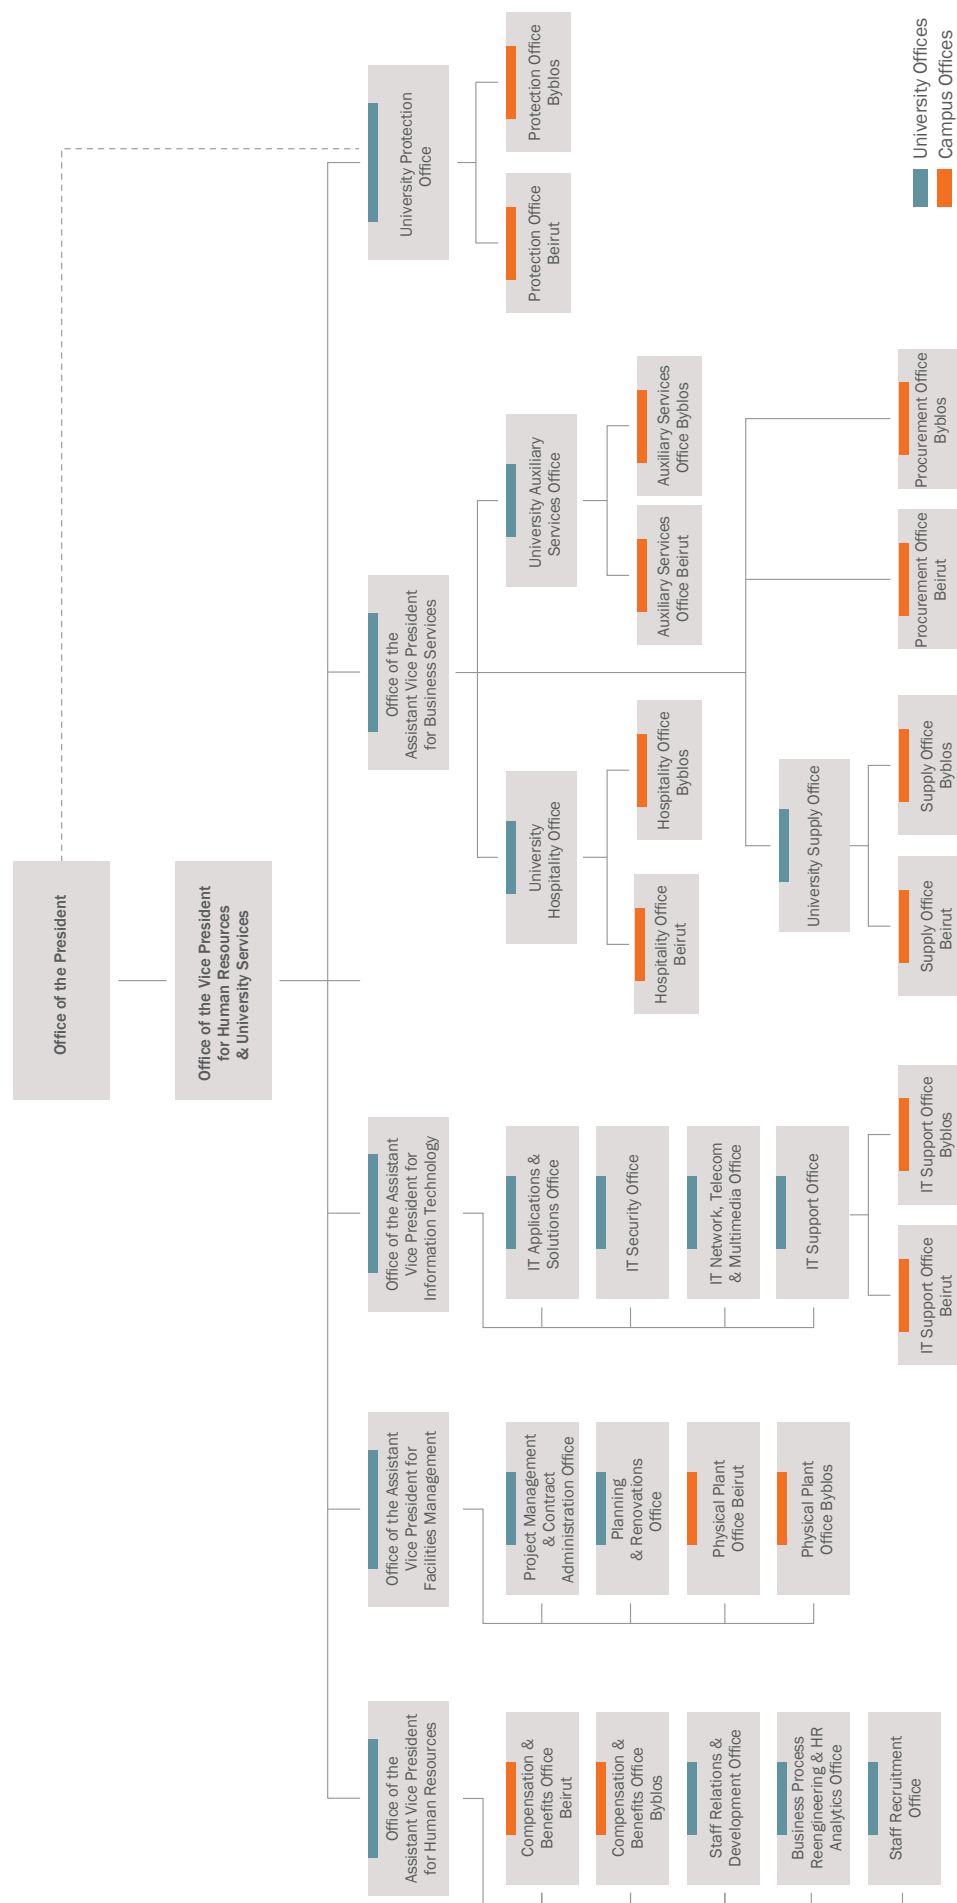 Office of the President
Office of the Vice President
for Human Resources
& University Services
Office of the
Assistant Vice President
for Human Resources
Compensation &
Benefits Office
Beirut
Compensation &
Benefits Office
Byblos
Staff Relations &
Development Office
Business Process
Reengineering & HR
Analytics Office
Staff Recruitment
Office
Office of the Assistant
Vice President for
Facilities Management
Project Management
& Contract
Administration Office
Planning
& Renovations
Office
Physical Plant
Office Beirut
Physical Plant
Office Byblos
Office of the Assistant
Vice President for
Information Technology
IT Applications &
Solutions Office
IT Security Office
IT Network, Telecom
& Multimedia Office
IT Support Office
IT Support Office
Beirut
IT Support Office
Byblos
Office of the
Assistant Vice President
for Business Services
University
Hospitality Office
Hospitality Office
Beirut
Hospitality Office
Byblos
University Auxiliary
Services Office
Auxiliary Services
Office Beirut
Auxiliary Services
Office Byblos
University Supply Office
Supply Office
Beirut
Supply Office
Byblos
Procurement Office
Beirut
Procurement Office
Byblos
University Protection
Office
Protection Office
Beirut
Protection Office
Byblos
University Offices
Campus Offices